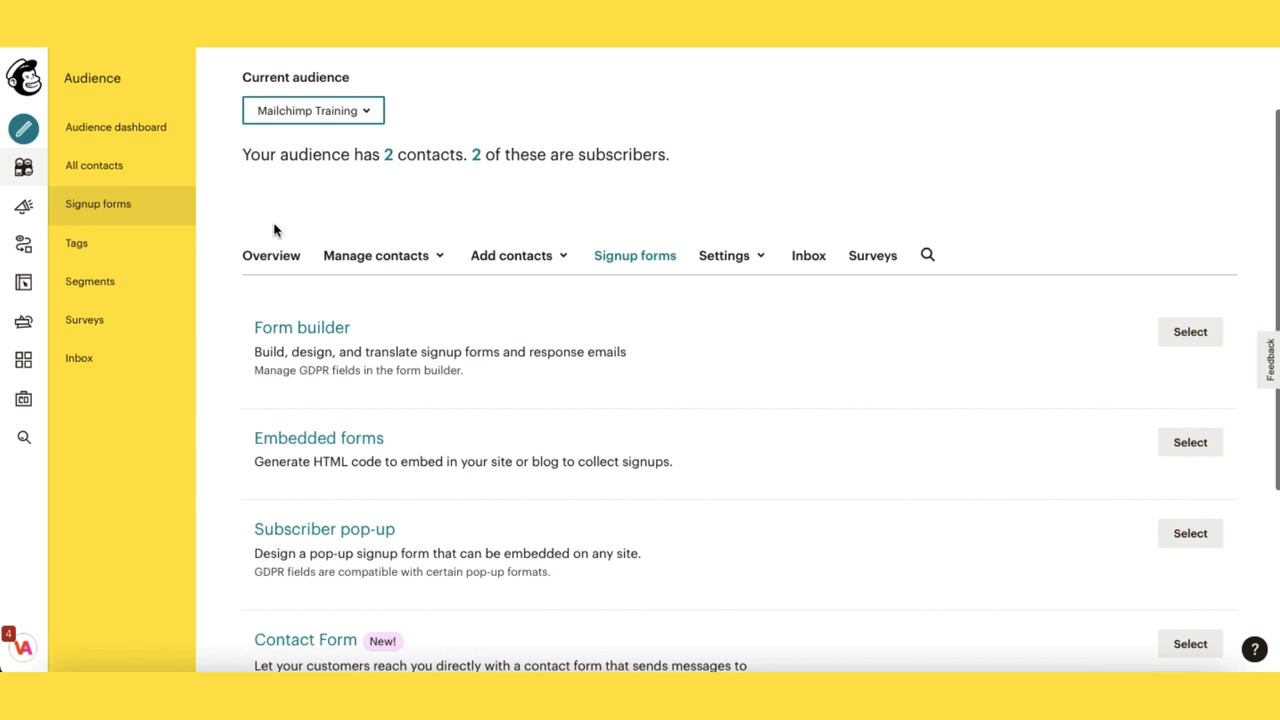 Audience
Audience dashboard
All contacts
Signup forms
Tags
Segments
Surveys
Inbox
4
VA
Current audience
Mailchimp Training
Your audience has 2 contacts. 2 of these are subscribers.
Overview Manage contacts Add contacts Signup forms Settings Inbox Surveys
Form builder
Build, design, and translate signup forms and response emails
Manage GDPR fields in the form builder.
Select
Embedded forms
Generate HTML code to embed in your site or blog to collect signups.
Select
Subscriber pop-up
Design a pop-up signup form that can be embedded on any site.
GDPR fields are compatible with certain pop-up formats.
Select
Contact Form New!
Let your customers reach you directly with a contact form that sends messages to
Select
Feedback
?